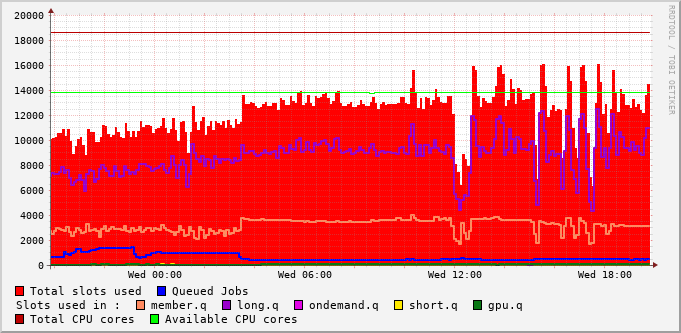 20000
18000
16000
14000
12000
10000
8000
6000
4000
2000
0
Wed 00:00 Wed 06:00 Wed 12:00 Wed 18:00
RRDTOOL / TOBI OETIKER
Total slots used Queued Jobs
Slots used in : member.q long.q ondemand.q short.q gpu.q
Total CPU cores Available CPU cores